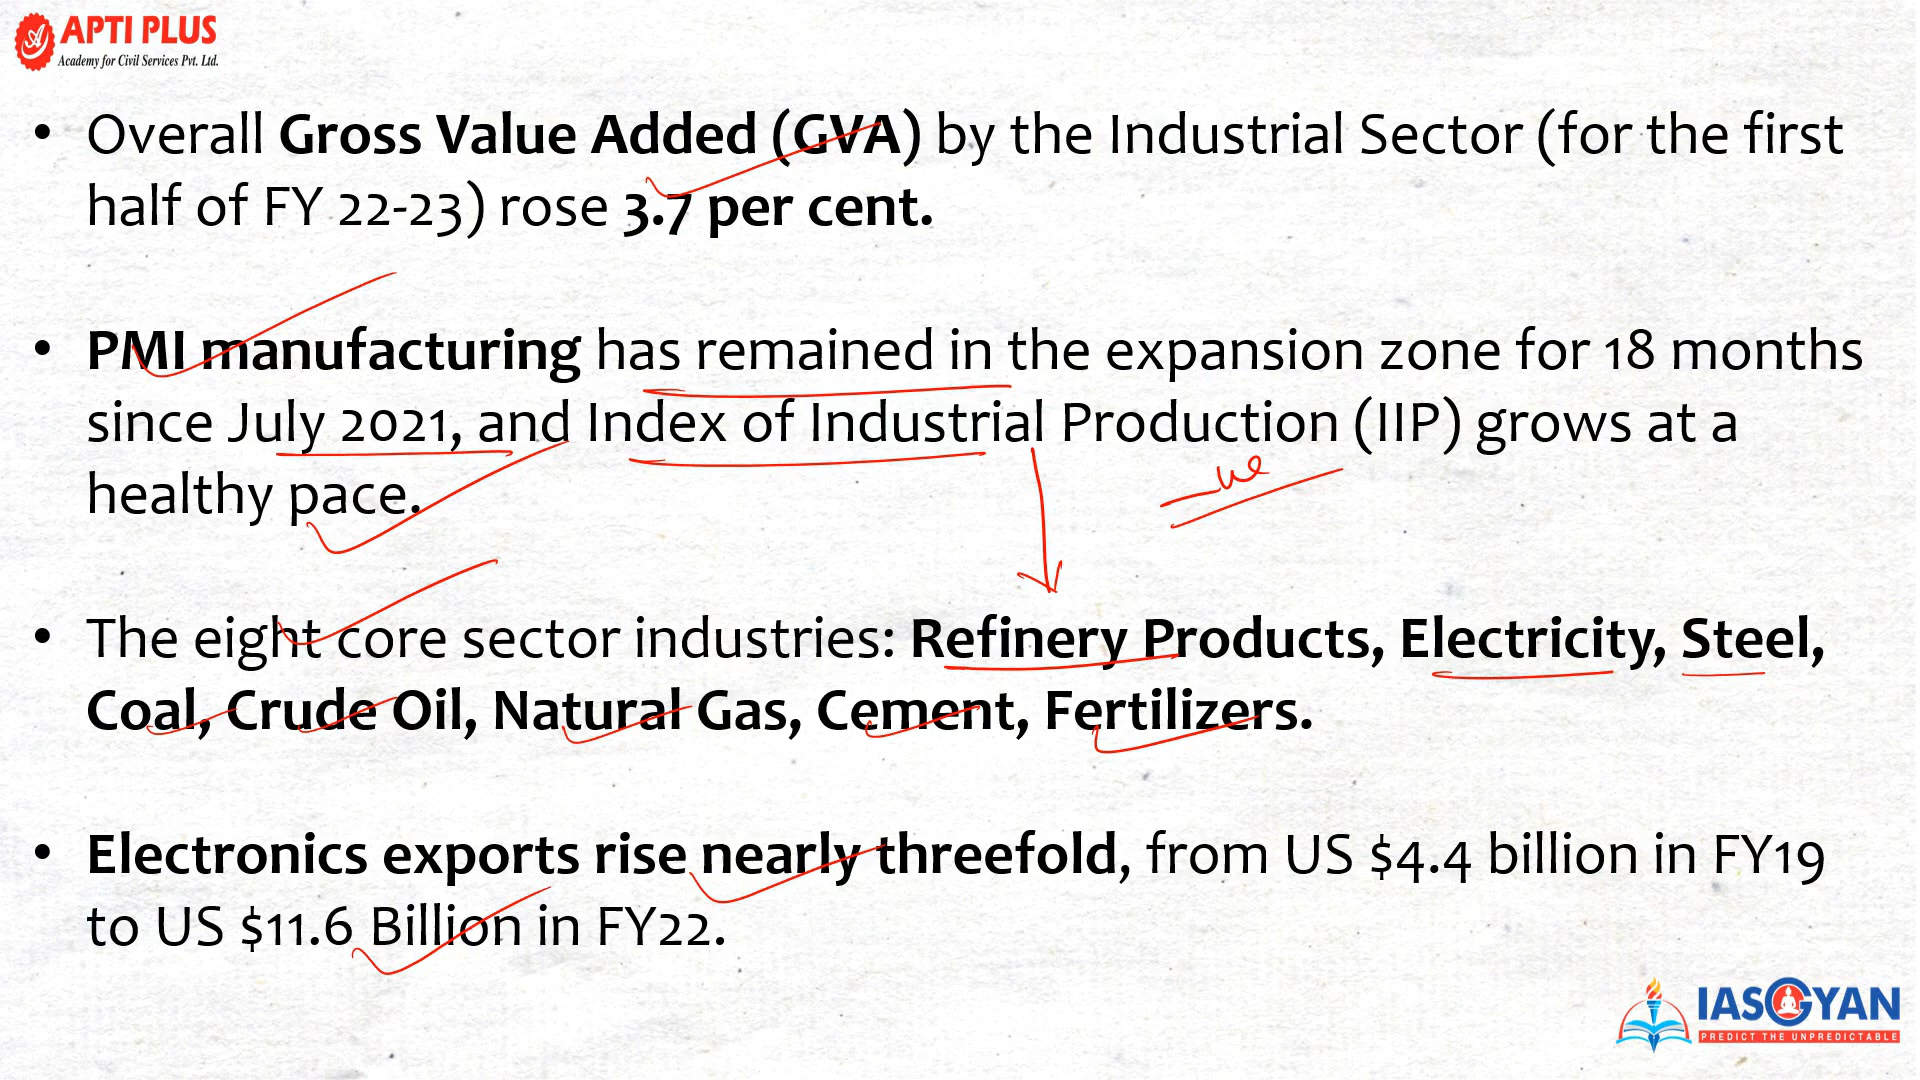 APTI PLUS
Academy for Civil Services Pvt. Ltd.
• Overall Gross Value Added (GVA) by the Industrial Sector (for the first
half of FY 22-23) rose 3.7 per cent.
• PMI manufacturing has remained in the expansion zone for 18 months
since July 2021, and Index of Industrial Production (IIP) grows at a
healthy pace.
• The eight core sector industries: Refinery Products, Electricity, Steel,
Coal, Crude Oil, Natural Gas, Cement, Fertilizers.
• Electronics exports rise nearly threefold, from US $4.4 billion in FY19
to US $11.6 Billion in FY22.
IASGYAN
PREDICT THE UNPREDICTABLE